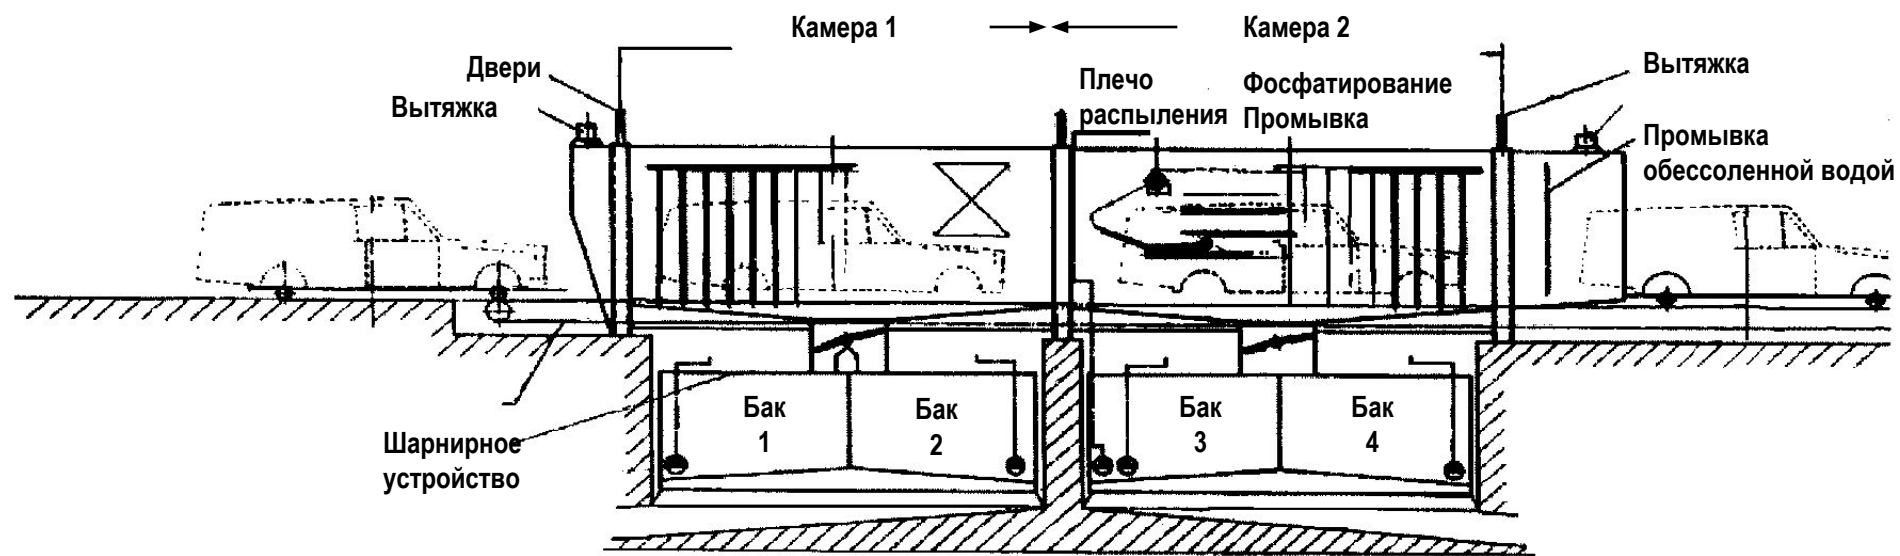 Камера 1
Камера 2
Двери
Вытяжка
Плечо
распыления
Фосфатирование
Промывка
Вытяжка
Промывка
обессоленной водой
Бак
1
Бак
2
Бак
3
Бак
4
Шарнирное
устройство